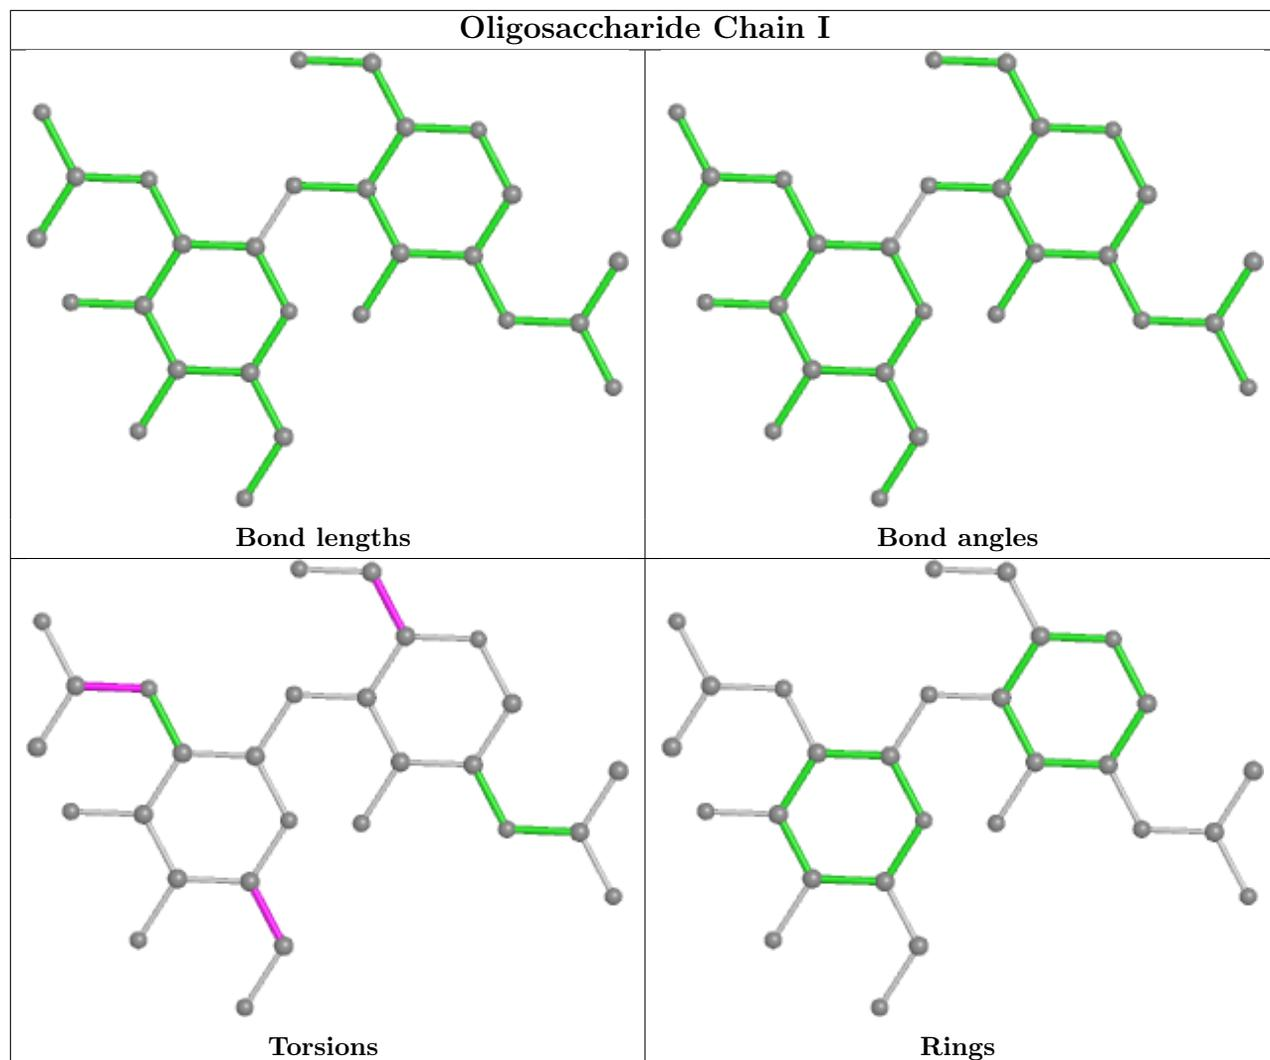 Oligosaccharide Chain I
Bond lengths
Bond angles
Torsions
Rings